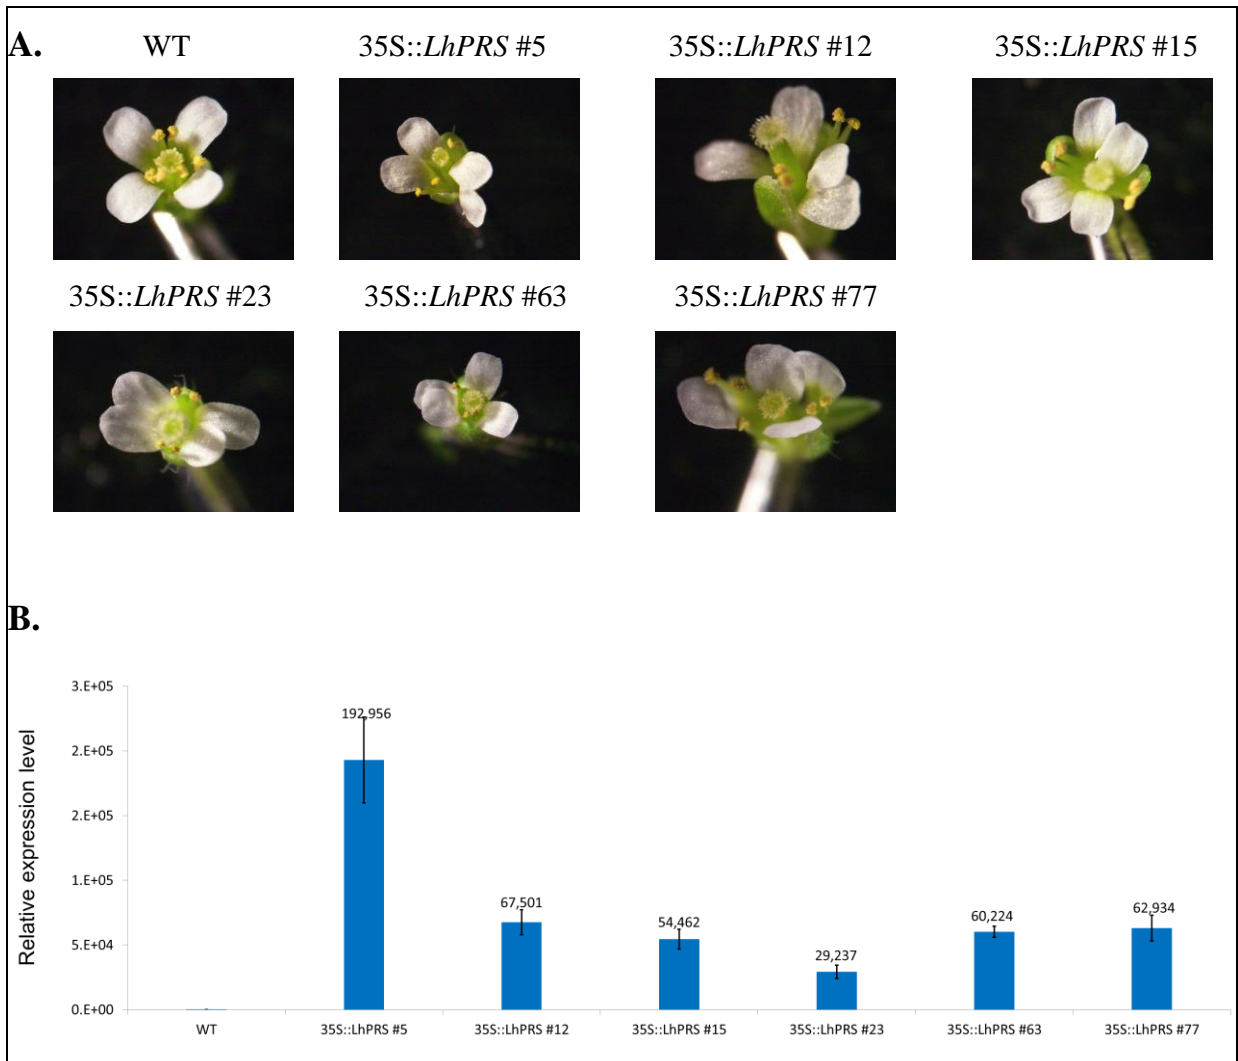 A.
WT 35S::LhPRS #5 35S::LhPRS #12 35S::LhPRS #15
35S::LhPRS #23 35S::LhPRS #63 35S::LhPRS #77
B.
Relative expression level
3.E+05
2.E+05
2.E+05
1.E+05
5.E+04
0.E+00
192,956
67,501
54,462
29,237
60,224
62,934
WT 35S::LhPRS #5 35S::LhPRS #12 35S::LhPRS #15 35S::LhPRS #23 35S::LhPRS #63 35S::LhPRS #77